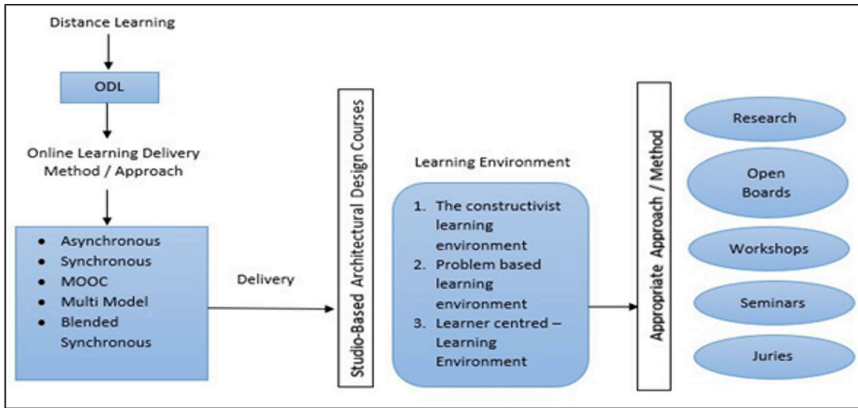 Distance Learning
ODL
Online Learning Delivery
Method / Approach
● Asynchronous
● Synchronous
● MOOC
● Multi Model
● Blended
Synchronous
Delivery
Studio-Based Architectural Design Courses
Learning Environment
1. The constructivist
learning
environment
2. Problem based
learning
environment
3. Learner centred –
Learning
Environment
Appropriate Approach / Method
Research
Open
Boards
Workshops
Seminars
Juries